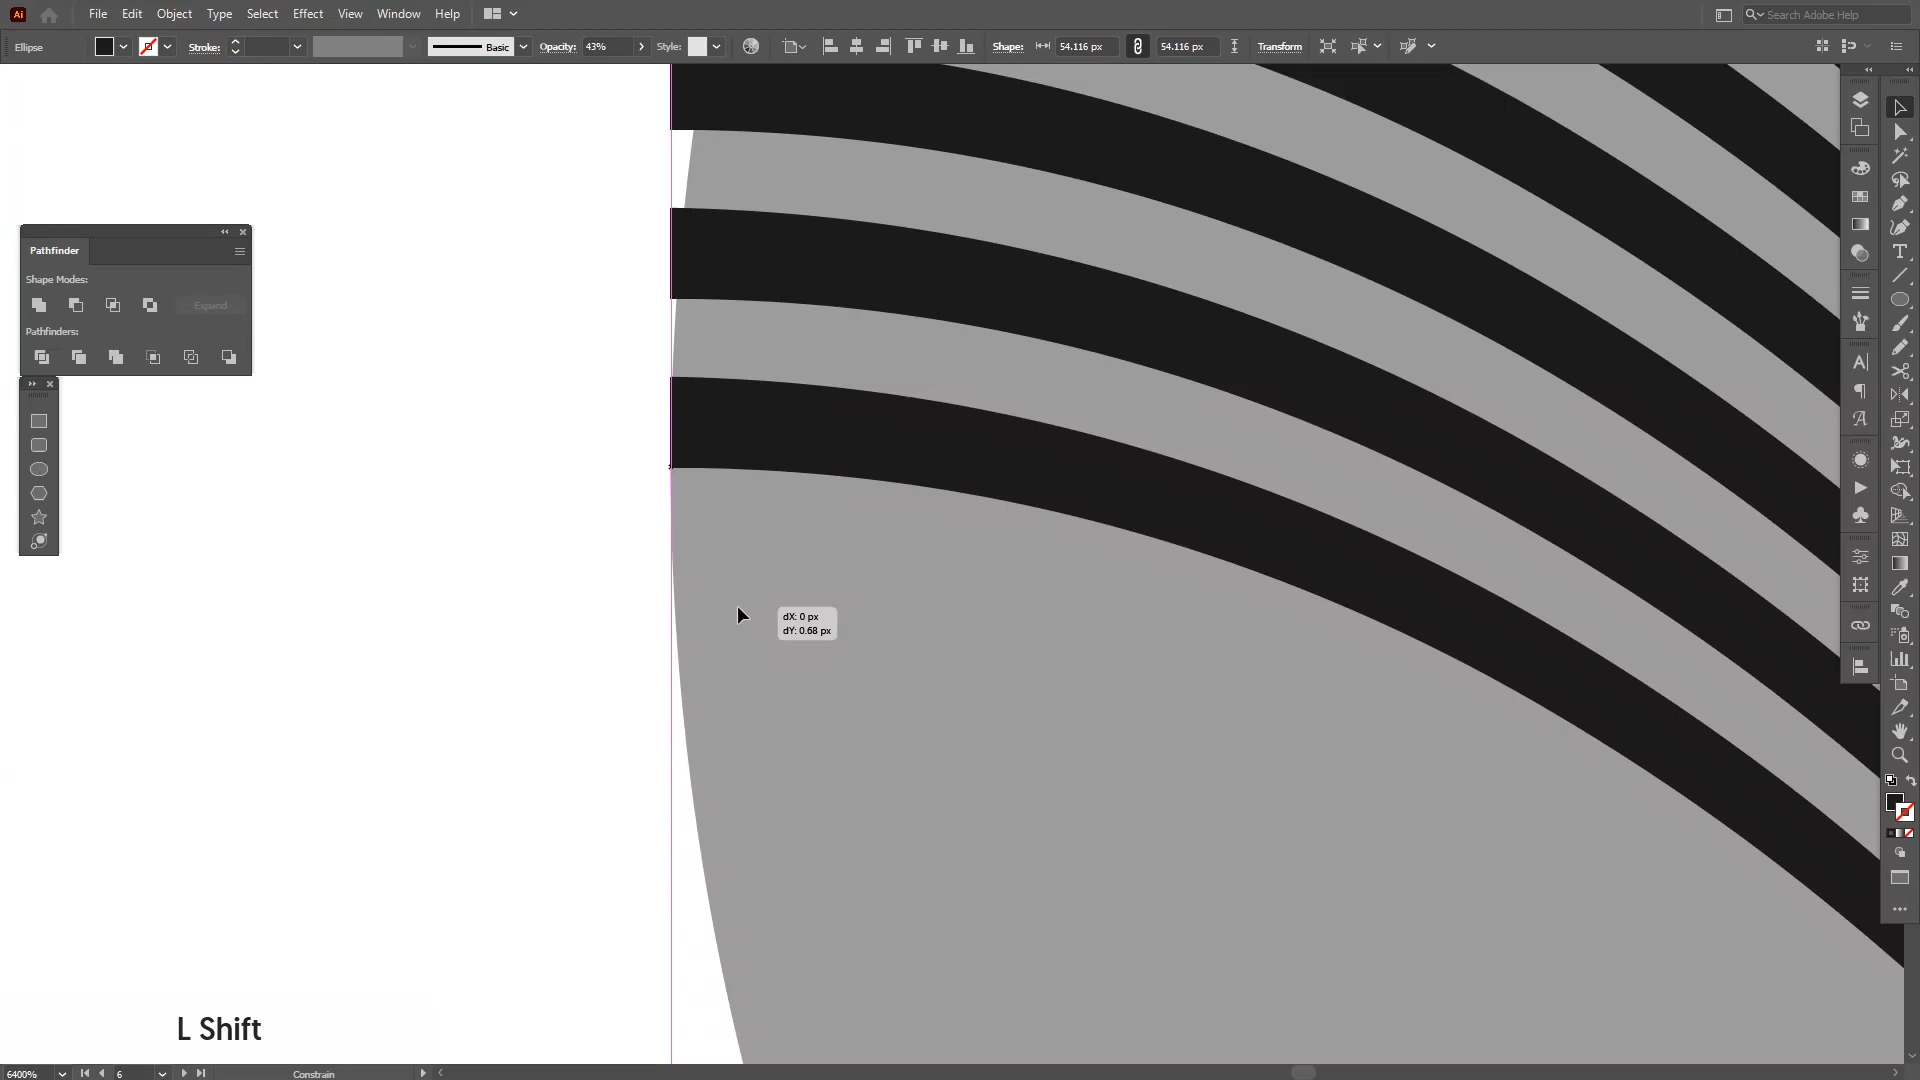 Ai File Edit Object Type Select Effect View Window Help Search Adobe Help
Ellipse Stroke: Basic Opacity: 43% Style: Shape: 54.116 px 54.116 px Transform
Pathfinder
Shape Modes:
Expand
Pathfinders:
dX: 0 px
dY: 0.68 px
L Shift
6400% 6 Constrain